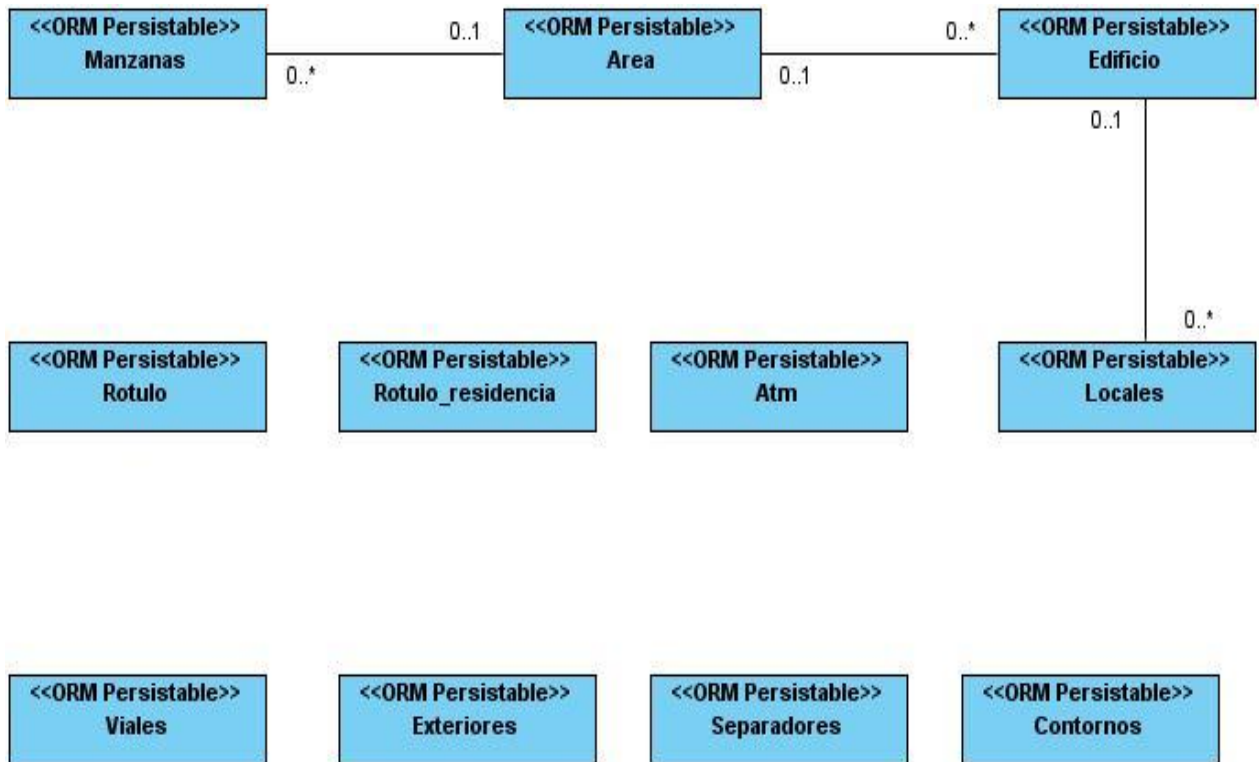 <<ORM Persistable>>
Manzanas
0..1
0..*
<<ORM Persistable>>
Area
0..*
0..1
<<ORM Persistable>>
Edificio
0..1
0..*
<<ORM Persistable>>
Rotulo
<<ORM Persistable>>
Rotulo_residencia
<<ORM Persistable>>
Atm
<<ORM Persistable>>
Locales
<<ORM Persistable>>
Viales
<<ORM Persistable>>
Exteriores
<<ORM Persistable>>
Separadores
<<ORM Persistable>>
Contornos